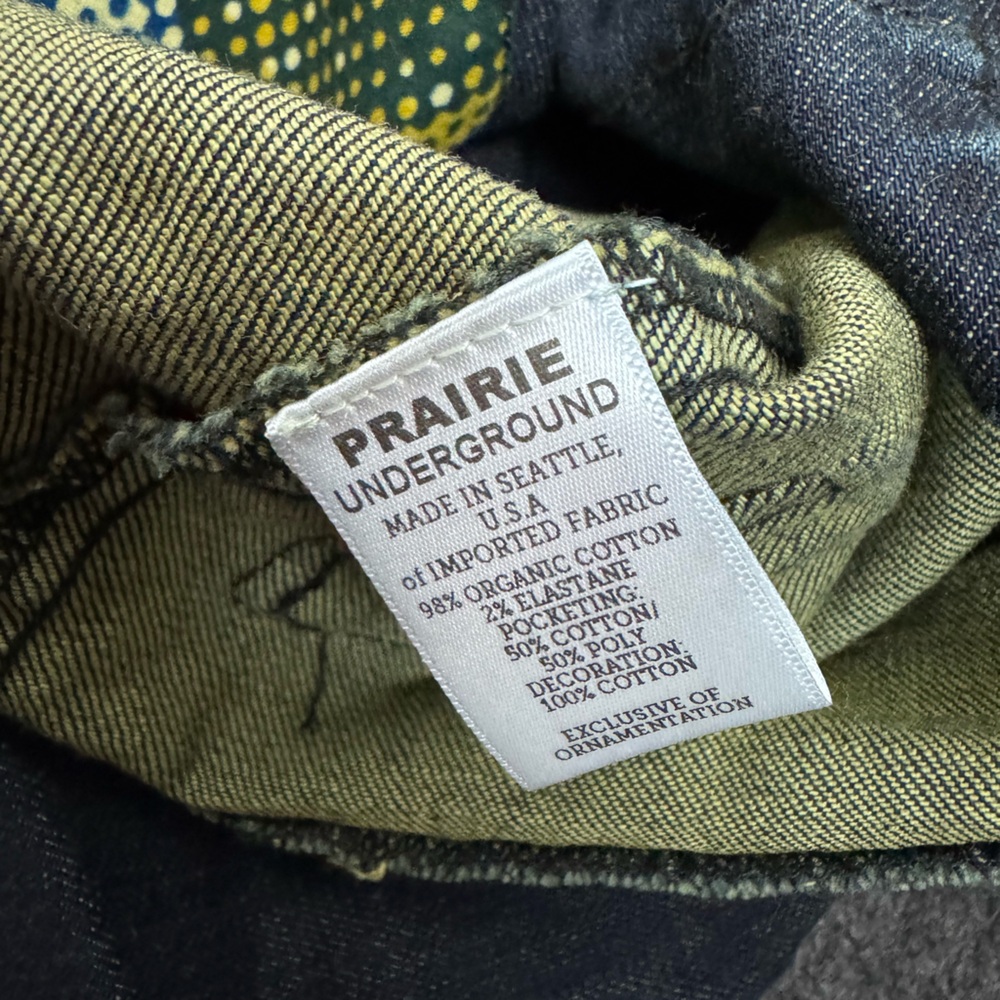 PRAIRIE
UNDERGROUND
MADE IN SEATTLE,
U.S.A
of IMPORTED FABRIC
98% ORGANIC COTTON
2% ELASTANE
POCKETING:
50% COTTON/
50% POLY
DECORATION:
100% COTTON
EXCLUSIVE OF
ORNAMENTATION